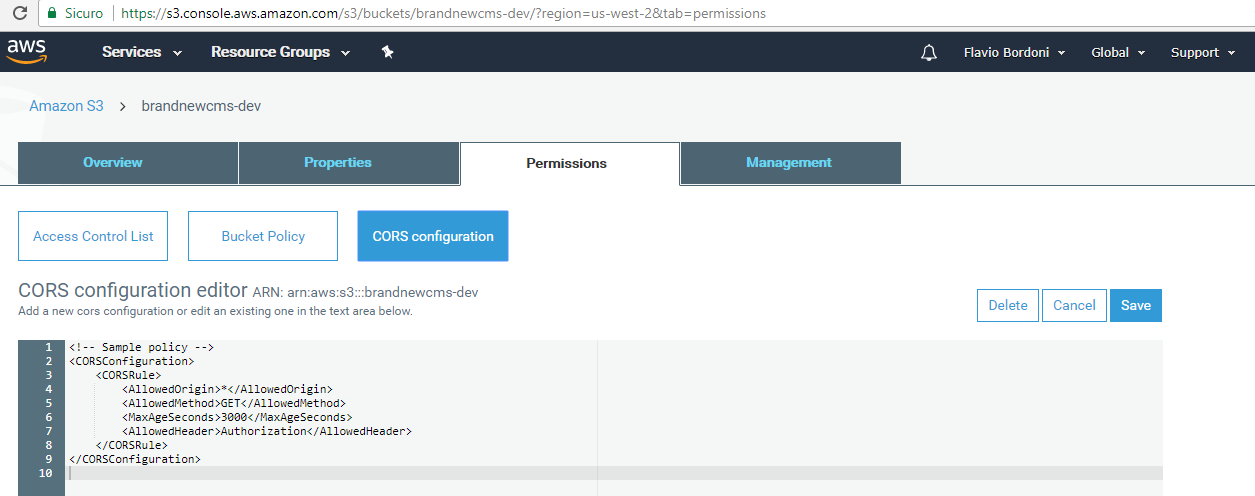 Sicuro https://s3.console.aws.amazon.com/s3/buckets/brandnewcms-dev/?region=us-west-2&tab=permissions
aws Services Resource Groups Flavio Bordoni Global Support
Amazon S3 > brandnewcms-dev
Overview Properties Permissions Management
Access Control List Bucket Policy CORS configuration
CORS configuration editor ARN: arn:aws:s3:::brandnewcms-dev
Add a new cors configuration or edit an existing one in the text area below.
Delete Cancel Save
1 <!-- Sample policy -->
2 <CORSConfiguration>
3 <CORSRule>
4 <AllowedOrigin>*</AllowedOrigin>
5 <AllowedMethod>GET</AllowedMethod>
6 <MaxAgeSeconds>3000</MaxAgeSeconds>
7 <AllowedHeader>Authorization</AllowedHeader>
8 </CORSRule>
9 </CORSConfiguration>
10